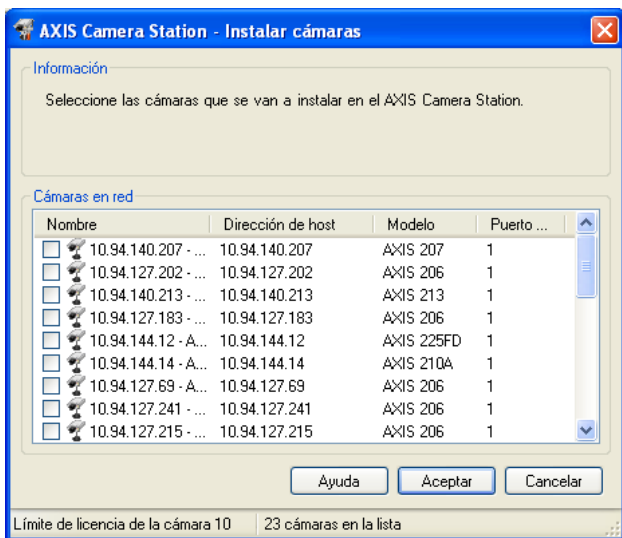 AXIS Camera Station - Instalar cámaras
Información
Seleccione las cámaras que se van a instalar en el AXIS Camera Station.
Cámaras en red
Nombre Dirección de host Modelo Puerto ...
10.94.140.207 - ... 10.94.140.207 AXIS 207 1
10.94.127.202 - ... 10.94.127.202 AXIS 206 1
10.94.140.213 - ... 10.94.140.213 AXIS 213 1
10.94.127.183 - ... 10.94.127.183 AXIS 206 1
10.94.144.12 - A... 10.94.144.12 AXIS 225FD 1
10.94.144.14 - A... 10.94.144.14 AXIS 210A 1
10.94.127.69 - A... 10.94.127.69 AXIS 206 1
10.94.127.241 - ... 10.94.127.241 AXIS 206 1
10.94.127.215 - ... 10.94.127.215 AXIS 206 1
Ayuda Aceptar Cancelar
Límite de licencia de la cámara 10 23 cámaras en la lista